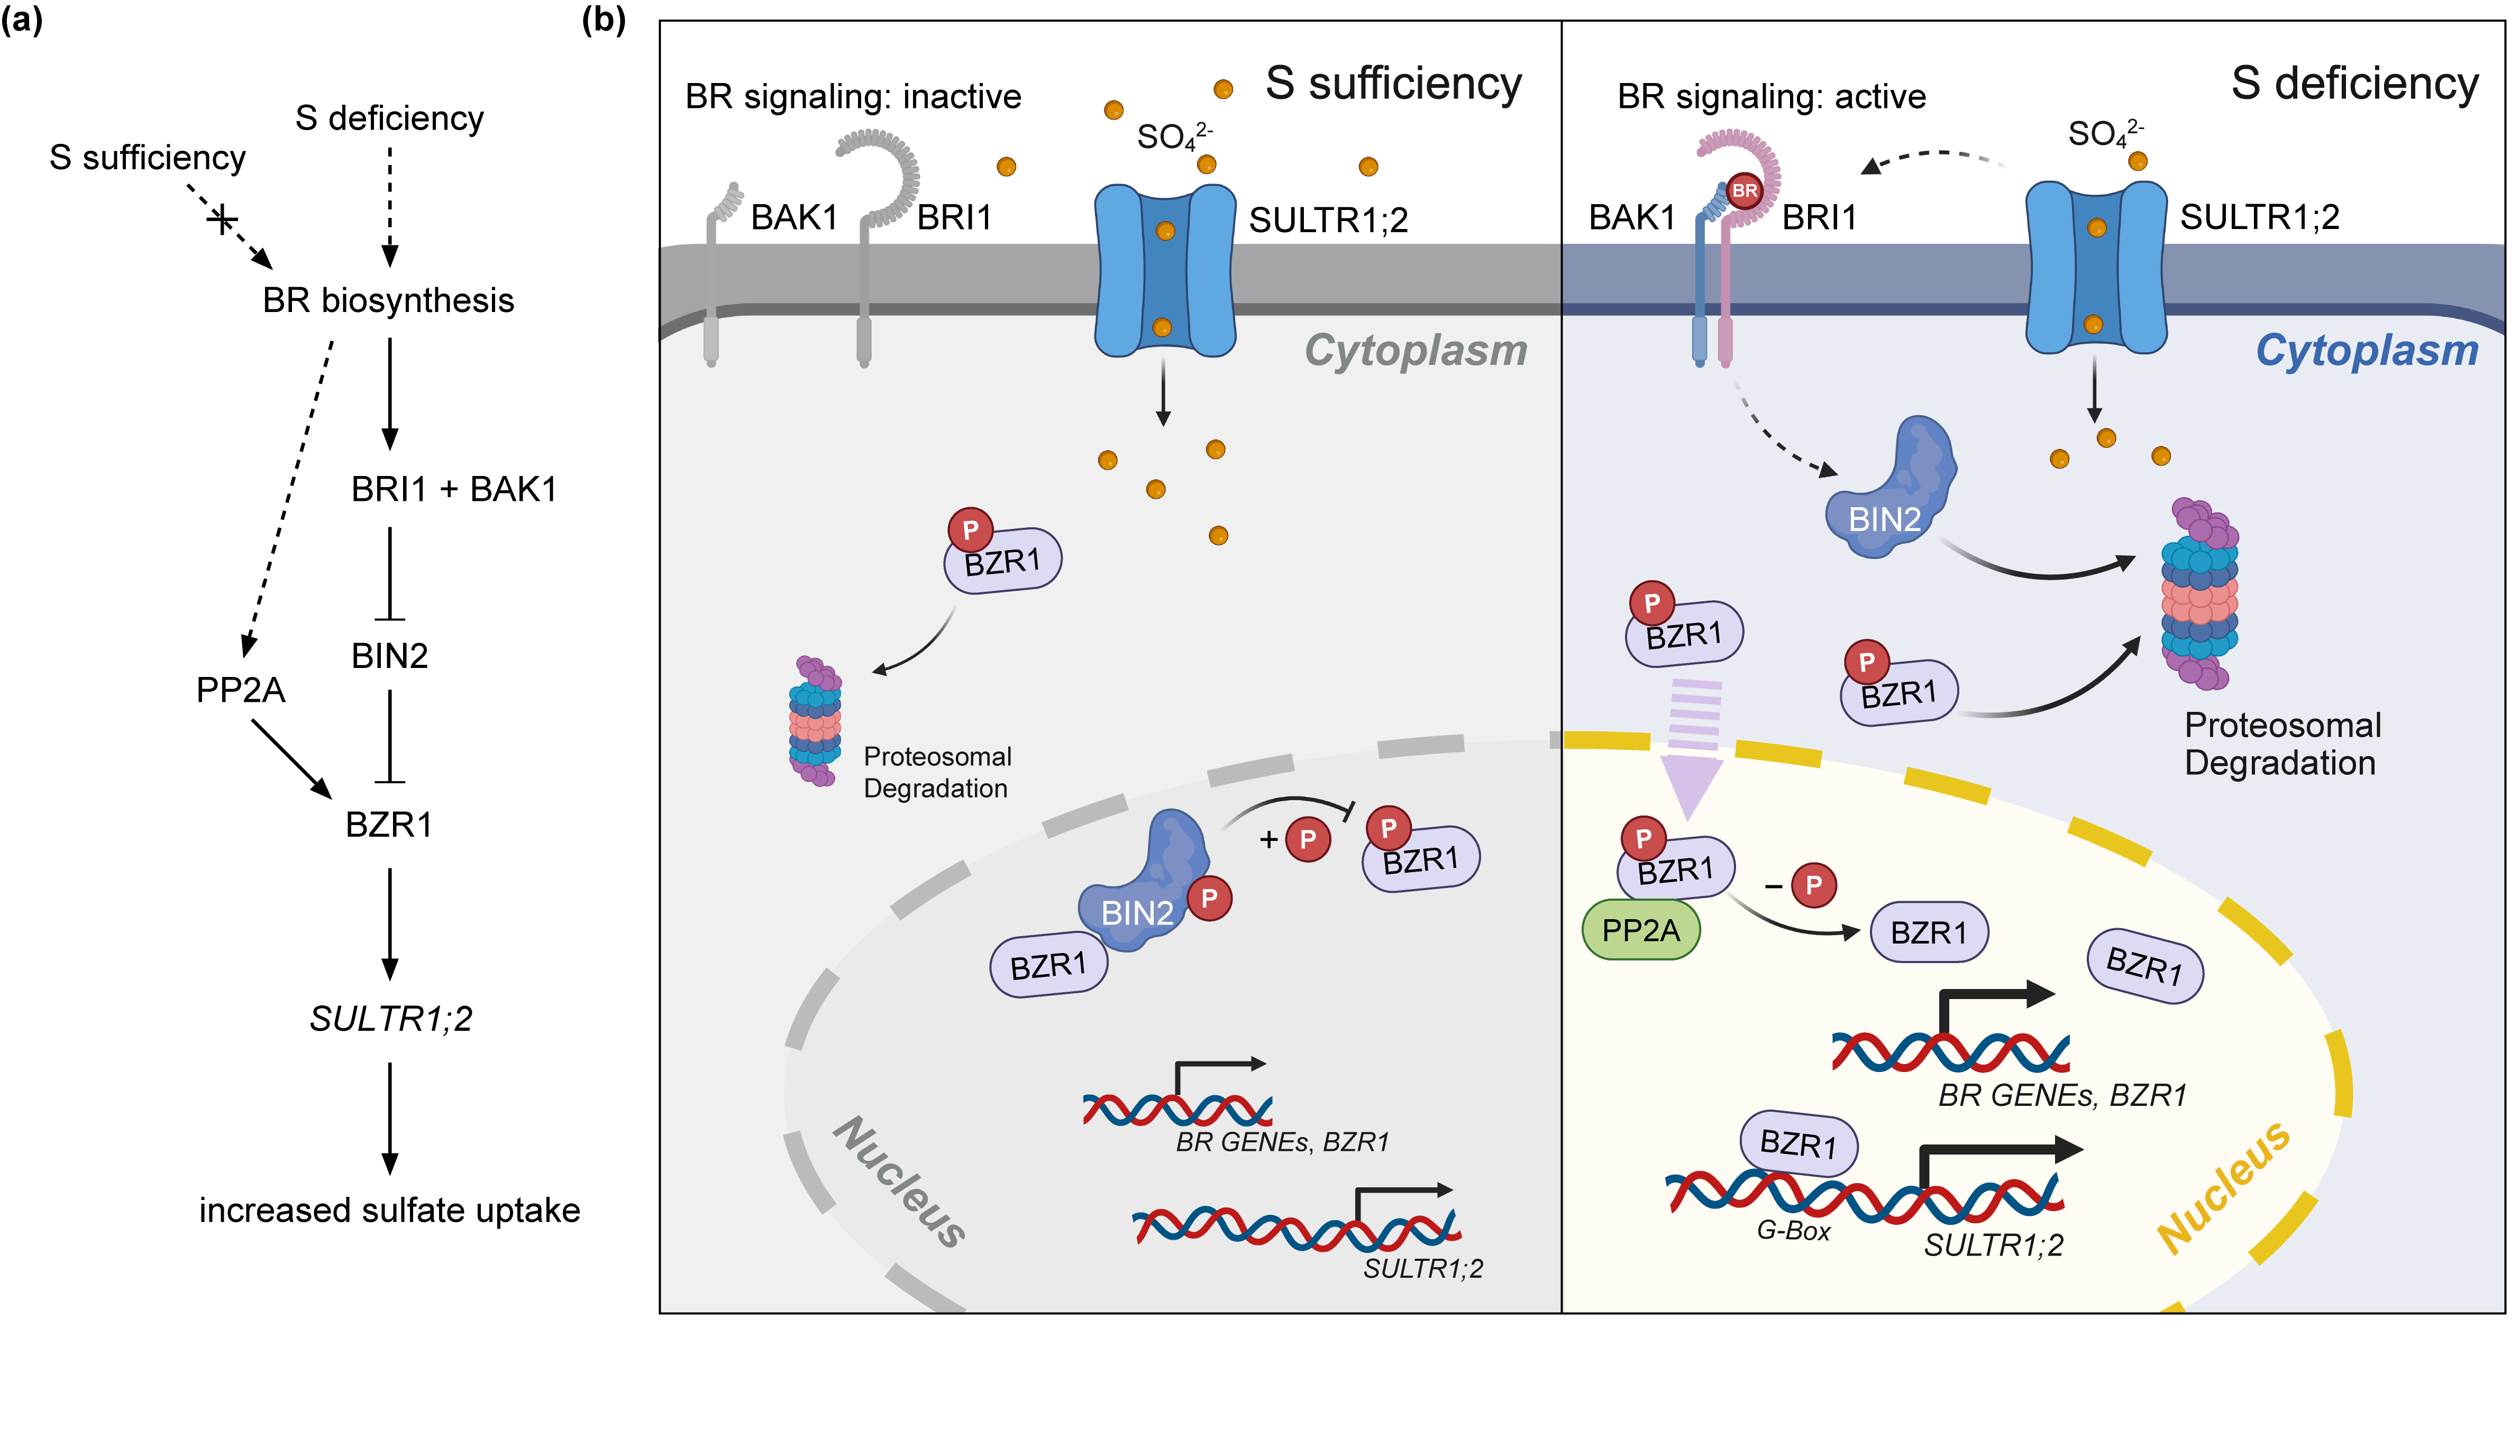 (a)
S deficiency
S sufficiency
BR biosynthesis
BRI1 + BAK1
BIN2
PP2A
BZR1
SULTR1;2
increased sulfate uptake
(b)
S sufficiency
BR signaling: inactive
SO₄²⁻
BAK1
BRI1
SULTR1;2
Cytoplasm
P
BZR1
Proteosomal
Degradation
+ P
P
BZR1
BIN2
P
BZR1
BR GENEs, BZR1
Nucleus
SULTR1;2
S deficiency
BR signaling: active
SO₄²⁻
BR
BAK1
BRI1
SULTR1;2
Cytoplasm
BIN2
P
BZR1
P
BZR1
Proteosomal
Degradation
P
BZR1
− P
PP2A
BZR1
BZR1
BR GENEs, BZR1
BZR1
G-Box
SULTR1;2
Nucleus